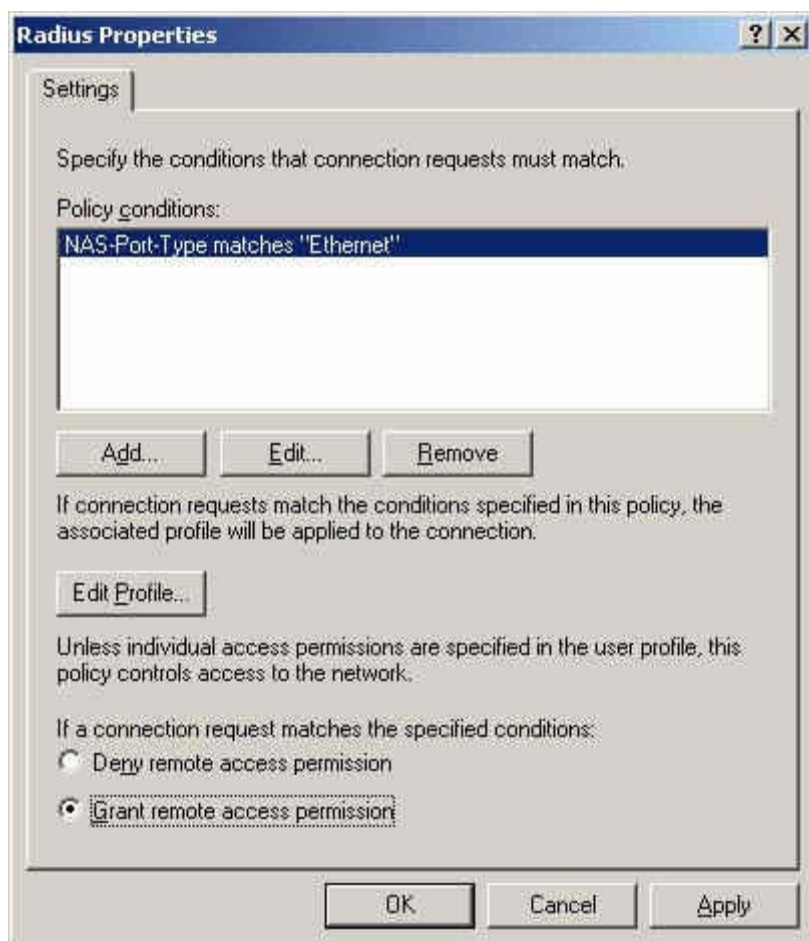 Radius Properties
Settings
Specify the conditions that connection requests must match.
Policy conditions:
NAS-Port-Type matches "Ethernet"
Add... Edit... Remove
If connection requests match the conditions specified in this policy, the
associated profile will be applied to the connection.
Edit Profile...
Unless individual access permissions are specified in the user profile, this
policy controls access to the network.
If a connection request matches the specified conditions:
Deny remote access permission
Grant remote access permission
OK Cancel Apply